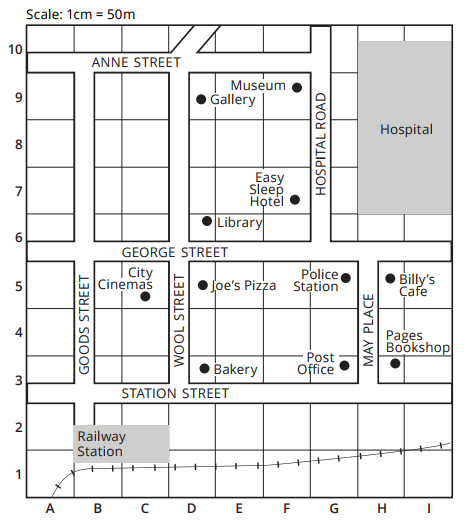 Scale: 1cm = 50m
10
ANNE STREET
9
Museum
Gallery
8
HOSPITAL ROAD
Hospital
7
Easy
Sleep
Hotel
Library
6
GEORGE STREET
5
City
Cinemas
Joe's Pizza
Police
Station
Billy's
Cafe
GOODS STREET
WOOL STREET
MAY PLACE
4
Pages
Bookshop
Bakery
Post
Office
3
STATION STREET
2
Railway
Station
1
A B C D E F G H I